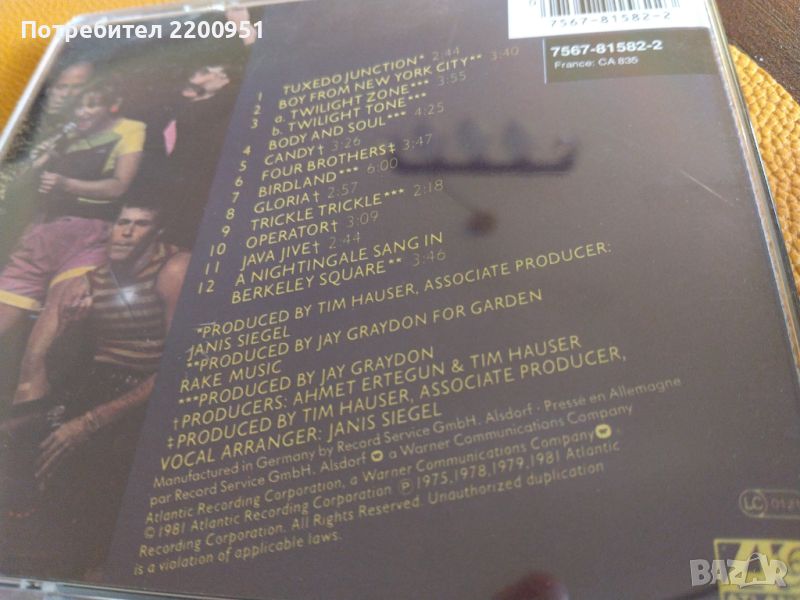 Потребител 2200951
7567-81582-2
7567-81582-2
France: CA 835
1 TUXEDO JUNCTION* 2:44
2 BOY FROM NEW YORK CITY** 3:40
3 a. TWILIGHT ZONE*** 3:55
b. TWILIGHT TONE***
4 BODY AND SOUL*** 4:25
5 CANDY† 3:26
6 FOUR BROTHERS‡ 3:47
7 BIRDLAND*** 6:00
8 GLORIA† 2:57
9 TRICKLE TRICKLE*** 2:18
10 OPERATOR† 3:09
11 JAVA JIVE† 2:44
12 A NIGHTINGALE SANG IN
BERKELEY SQUARE** 3:46
*PRODUCED BY TIM HAUSER, ASSOCIATE PRODUCER:
JANIS SIEGEL
**PRODUCED BY JAY GRAYDON FOR GARDEN
RAKE MUSIC
***PRODUCED BY JAY GRAYDON
†PRODUCERS: AHMET ERTEGUN & TIM HAUSER
‡PRODUCED BY TIM HAUSER, ASSOCIATE PRODUCER,
VOCAL ARRANGER: JANIS SIEGEL
Manufactured in Germany by Record Service GmbH. Alsdorf · Presse en Allemagne
par Record Service GmbH. Alsdorf a Warner Communications Company
Atlantic Recording Corporation, a Warner Communications Company.
©1981 Atlantic Recording Corporation ℗ 1975, 1978, 1979, 1981 Atlantic
Recording Corporation. All Rights Reserved. Unauthorized duplication
is a violation of applicable laws.
LC
BAZAR